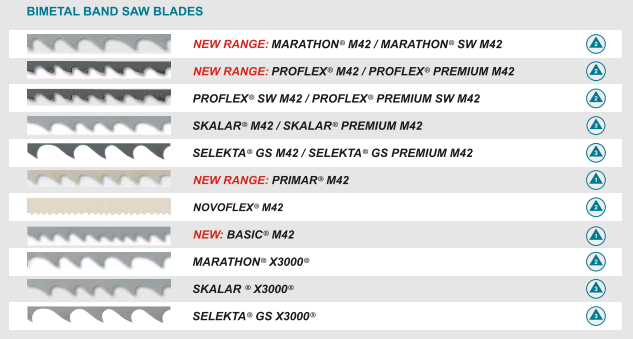 BIMETAL BAND SAW BLADES
NEW RANGE: MARATHON® M42 / MARATHON® SW M42
NEW RANGE: PROFLEX® M42 / PROFLEX® PREMIUM M42
PROFLEX® SW M42 / PROFLEX® PREMIUM SW M42
SKALAR® M42 / SKALAR® PREMIUM M42
SELEKTA® GS M42 / SELEKTA® GS PREMIUM M42
NEW RANGE: PRIMAR® M42
NOVOFLEX® M42
NEW: BASIC® M42
MARATHON® X3000®
SKALAR ® X3000®
SELEKTA® GS X3000®